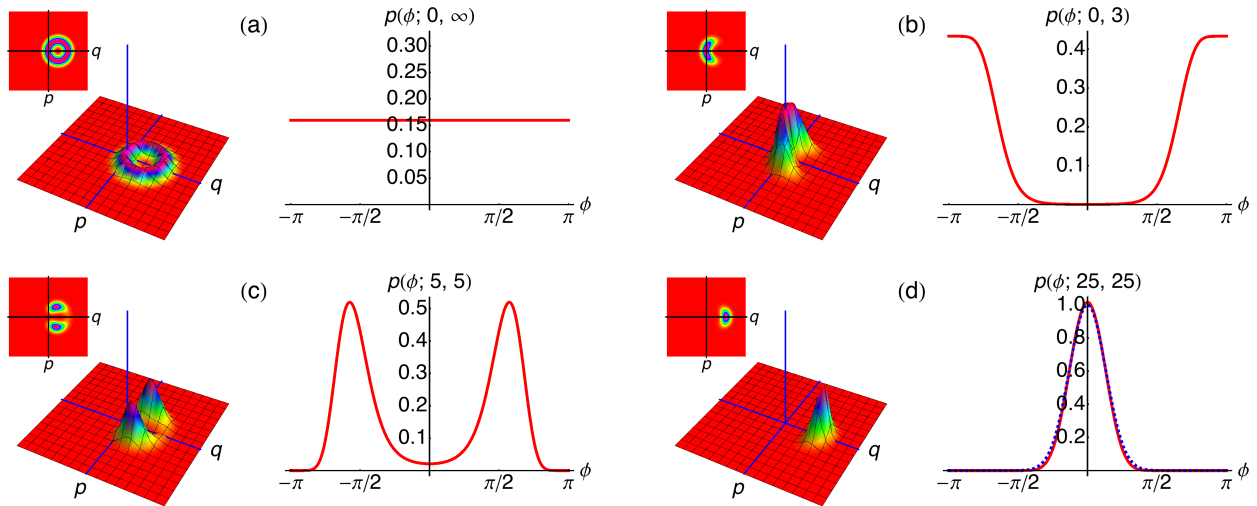 (a)
p(ϕ; 0, ∞)
q
p
q
p
0.30
0.25
0.20
0.15
0.10
0.05
−π
−π/2
π/2
π
ϕ
(b)
p(ϕ; 0, 3)
q
p
q
p
0.4
0.3
0.2
0.1
−π
−π/2
π/2
π
ϕ
(c)
p(ϕ; 5, 5)
q
p
q
p
0.5
0.4
0.3
0.2
0.1
−π
−π/2
π/2
π
ϕ
(d)
p(ϕ; 25, 25)
q
p
q
p
1.0
0.8
0.6
0.4
0.2
−π
−π/2
π/2
π
ϕ